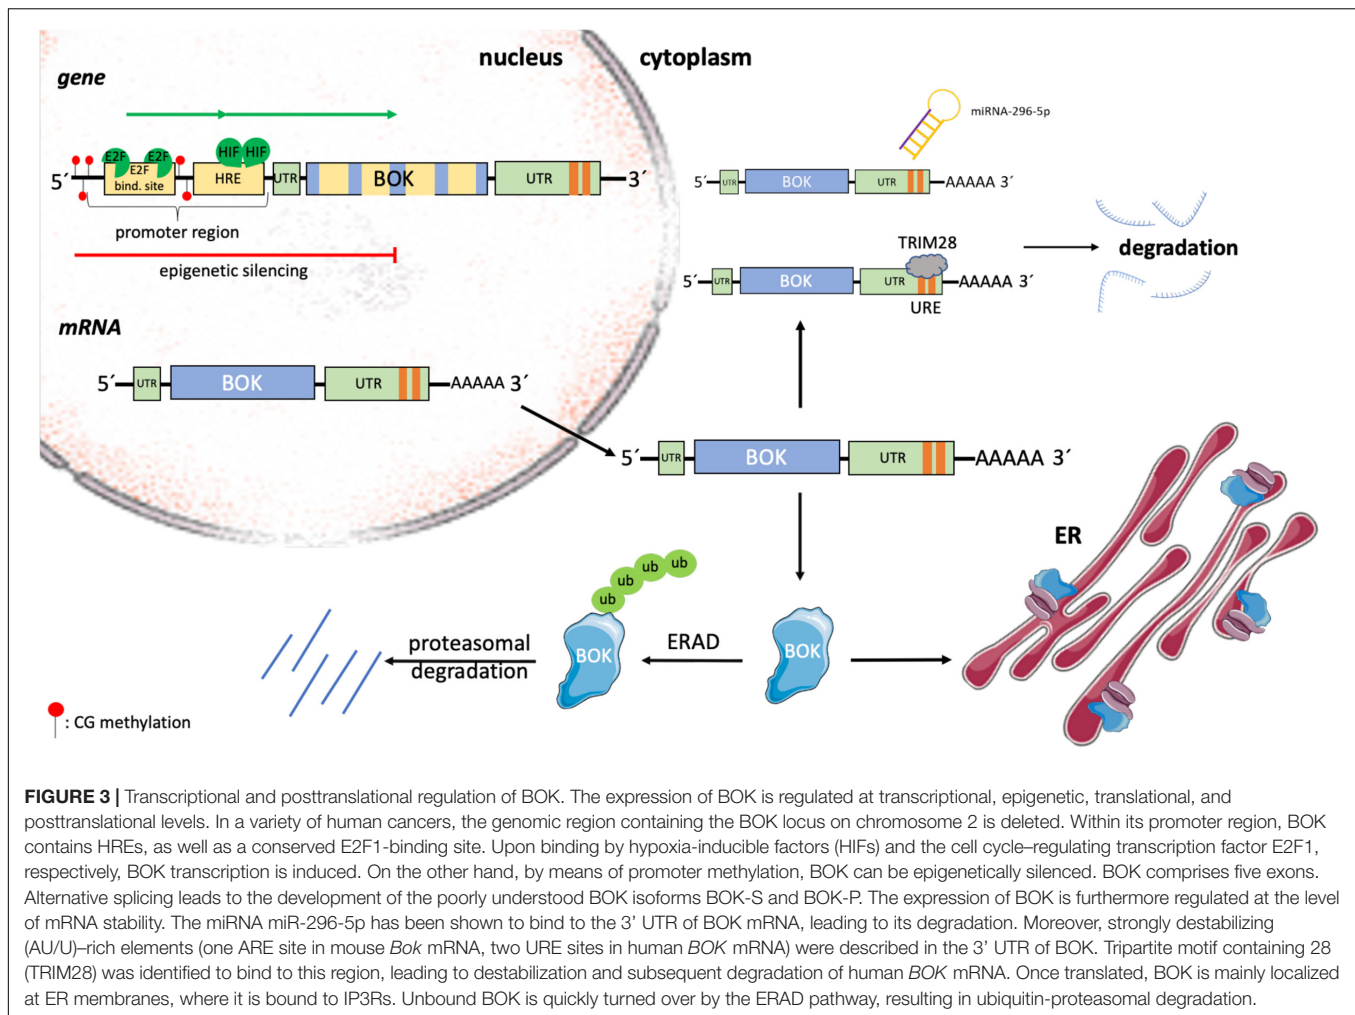 nucleus
cytoplasm
gene
miRNA-296-5p
E2F
E2F
HIF
HIF
5´
E2F
bind. site
HRE
UTR
BOK
UTR
3´
promoter region
epigenetic silencing
5´
UTR
BOK
UTR
AAAAA 3´
TRIM28
degradation
5´
UTR
BOK
UTR
AAAAA 3´
URE
mRNA
5´
UTR
BOK
UTR
AAAAA 3´
5´
UTR
BOK
UTR
AAAAA 3´
ER
ub
ub
ub
ub
proteasomal
degradation
BOK
ERAD
BOK
: CG methylation
FIGURE 3 | Transcriptional and posttranslational regulation of BOK. The expression of BOK is regulated at transcriptional, epigenetic, translational, and
posttranslational levels. In a variety of human cancers, the genomic region containing the BOK locus on chromosome 2 is deleted. Within its promoter region, BOK
contains HREs, as well as a conserved E2F1-binding site. Upon binding by hypoxia-inducible factors (HIFs) and the cell cycle–regulating transcription factor E2F1,
respectively, BOK transcription is induced. On the other hand, by means of promoter methylation, BOK can be epigenetically silenced. BOK comprises five exons.
Alternative splicing leads to the development of the poorly understood BOK isoforms BOK-S and BOK-P. The expression of BOK is furthermore regulated at the level
of mRNA stability. The miRNA miR-296-5p has been shown to bind to the 3’ UTR of BOK mRNA, leading to its degradation. Moreover, strongly destabilizing
(AU/U)–rich elements (one ARE site in mouse Bok mRNA, two URE sites in human BOK mRNA) were described in the 3’ UTR of BOK. Tripartite motif containing 28
(TRIM28) was identified to bind to this region, leading to destabilization and subsequent degradation of human BOK mRNA. Once translated, BOK is mainly localized
at ER membranes, where it is bound to IP3Rs. Unbound BOK is quickly turned over by the ERAD pathway, resulting in ubiquitin-proteasomal degradation.